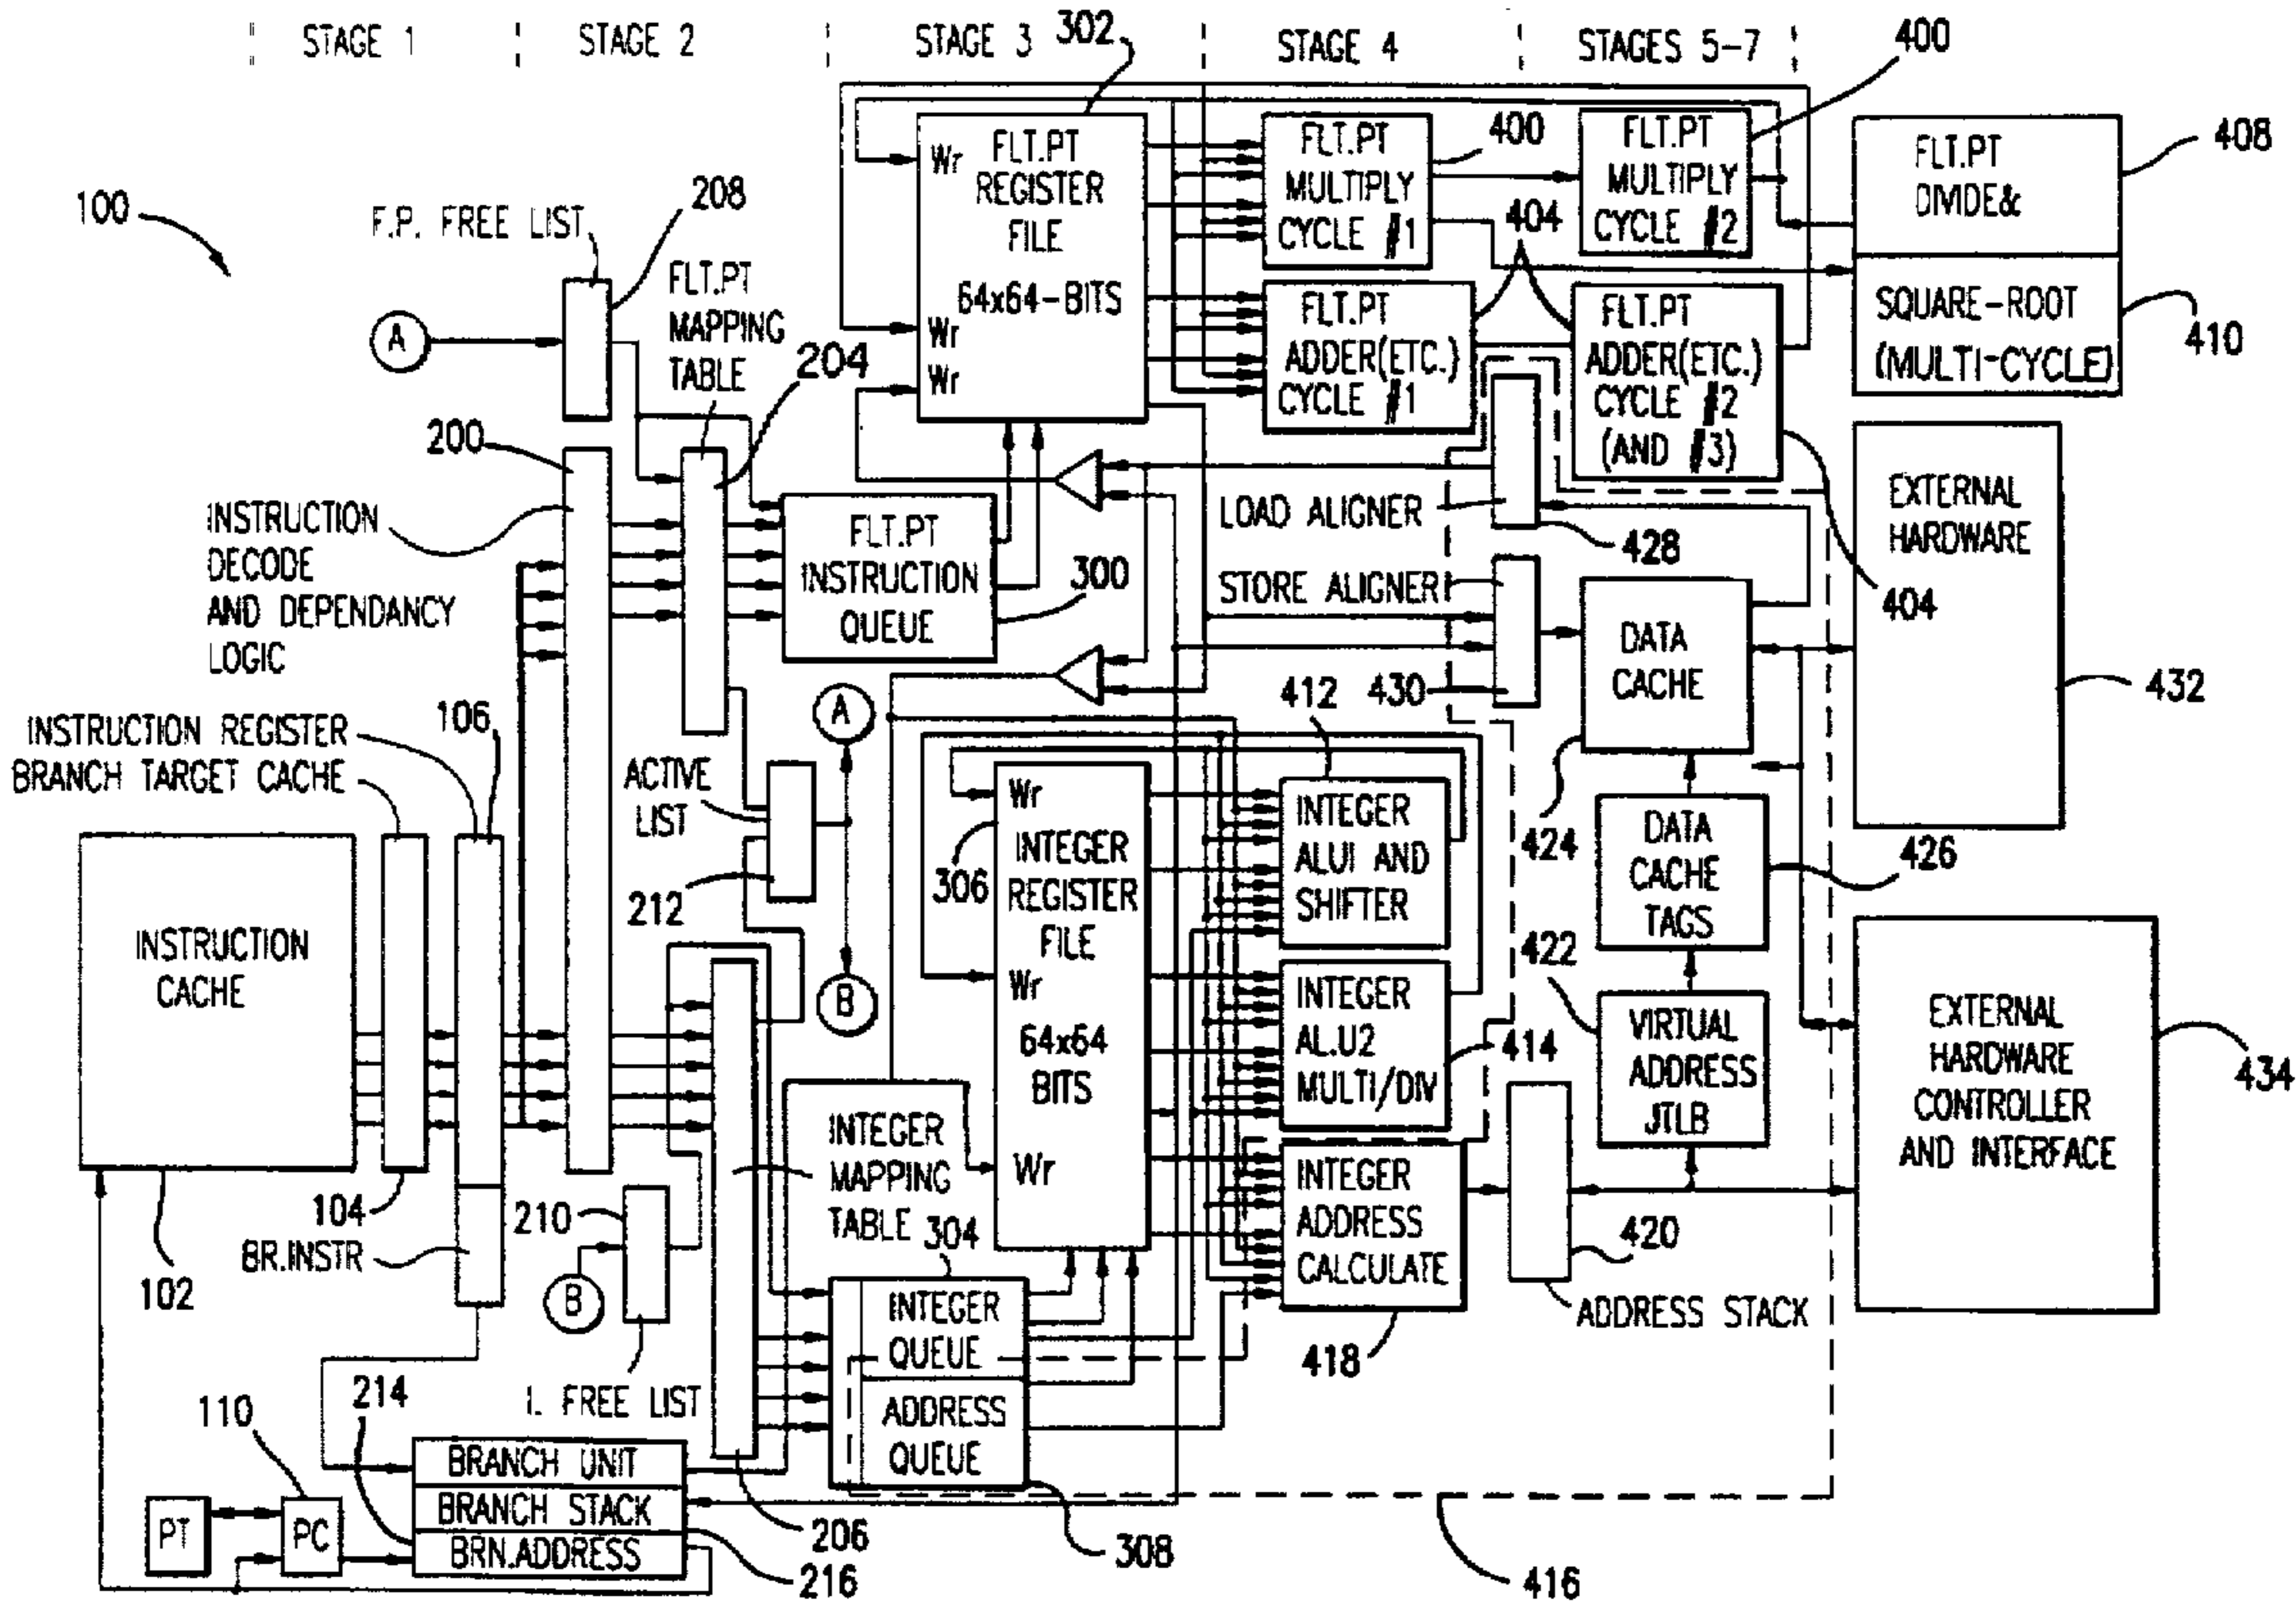 STAGE 1
STAGE 2
STAGE 3
STAGE 4
STAGES 5-7
302
400
100
F.P. FREE LIST
208
A
FLT.PT
MAPPING
TABLE
204
Wr
FLT.PT
REGISTER
FILE
64x64-BITS
Wr
Wr
FLT.PT
MULTIPLY
CYCLE #1
400
404
FLT.PT
MULTIPLY
CYCLE #2
FLT.PT
DIVIDE&
408
SQUARE-ROOT
(MULTI-CYCLE)
410
FLT.PT
ADDER(ETC.)
CYCLE #1
FLT.PT
ADDER(ETC.)
CYCLE #2
(AND #3)
404
200
INSTRUCTION
DECODE
AND DEPENDANCY
LOGIC
FLT.PT
INSTRUCTION
QUEUE
300
LOAD ALIGNER
428
STORE ALIGNER
430
DATA
CACHE
424
EXTERNAL
HARDWARE
432
INSTRUCTION REGISTER
106
BRANCH TARGET CACHE
ACTIVE
LIST
212
A
B
412
Wr
306
INTEGER
REGISTER
FILE
Wr
64x64
BITS
Wr
INTEGER
ALUI AND
SHIFTER
DATA
CACHE
TAGS
426
422
INSTRUCTION
CACHE
102
104
BR.INSTR
210
B
I. FREE LIST
INTEGER
MAPPING
TABLE
304
INTEGER
AL.U2
MULTI/DIV
414
VIRTUAL
ADDRESS
JTLB
EXTERNAL
HARDWARE
CONTROLLER
AND INTERFACE
434
INTEGER
ADDRESS
CALCULATE
418
420
ADDRESS STACK
INTEGER
QUEUE
ADDRESS
QUEUE
308
214
110
PT
PC
BRANCH UNIT
BRANCH STACK
BRN.ADDRESS
206
216
416